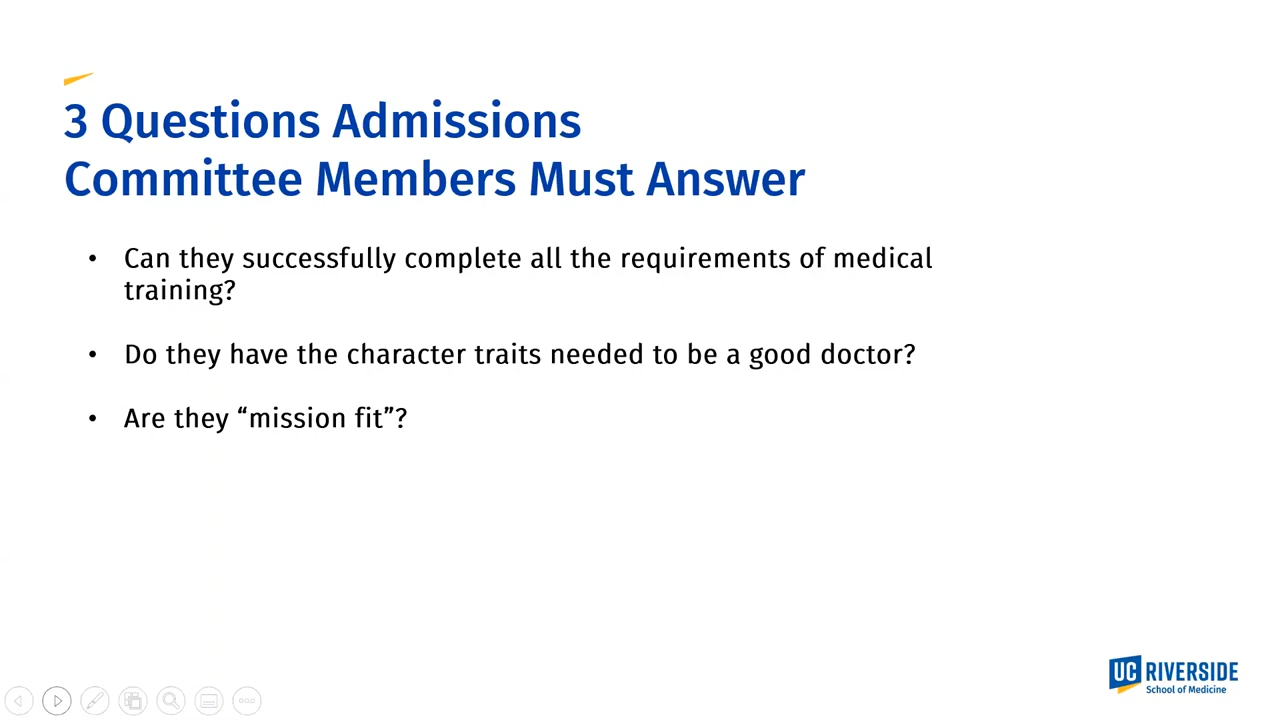 3 Questions Admissions
Committee Members Must Answer
• Can they successfully complete all the requirements of medical
training?
• Do they have the character traits needed to be a good doctor?
• Are they “mission fit”?
UC RIVERSIDE
School of Medicine